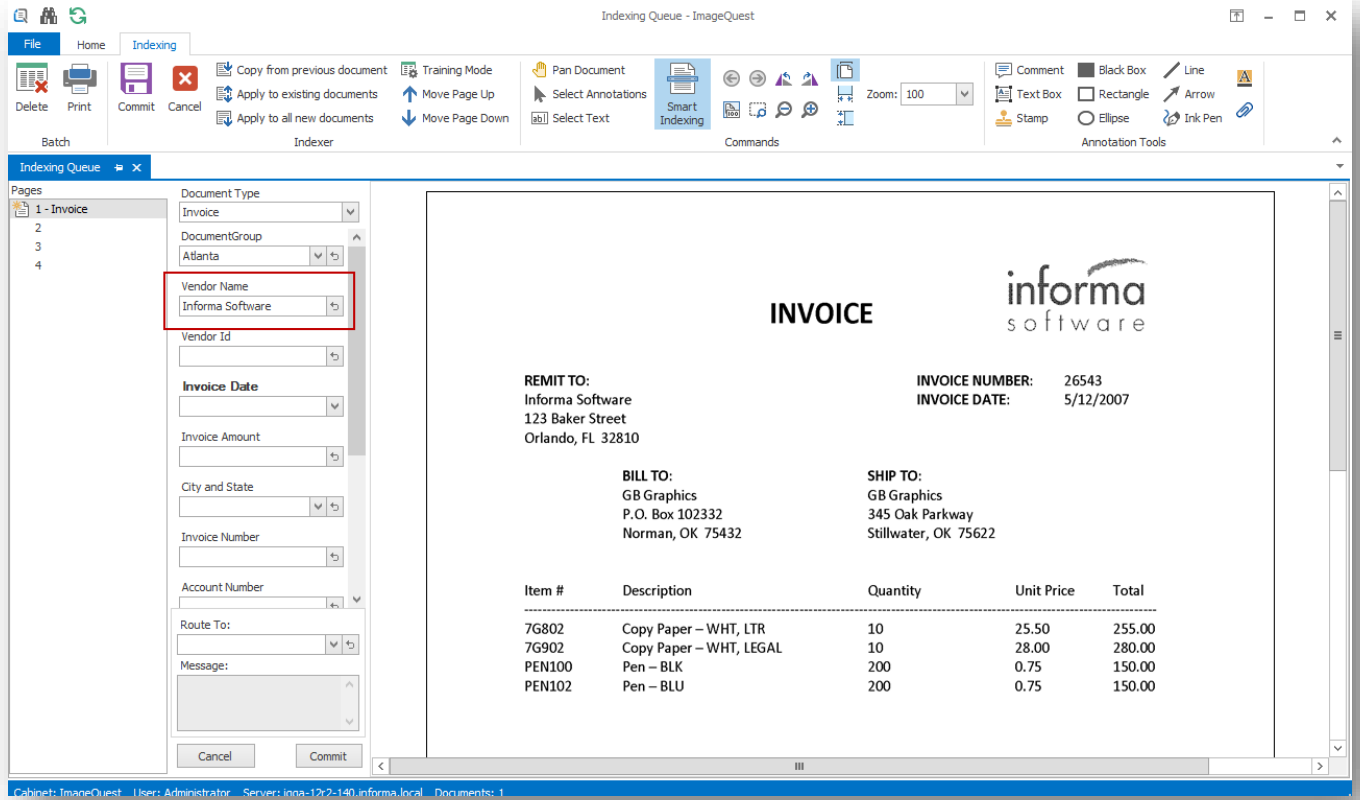 Indexing Queue - ImageQuest
File Home Indexing
Delete Print Commit Cancel
Copy from previous document
Apply to existing documents
Apply to all new documents
Training Mode
Move Page Up
Move Page Down
Pan Document
Select Annotations
Select Text
Smart Indexing
Zoom: 100
Comment Black Box Line
Text Box Rectangle Arrow
Stamp Ellipse Ink Pen
Batch Indexer Commands Annotation Tools
Indexing Queue
Pages
1 - Invoice
2
3
4
Document Type
Invoice
DocumentGroup
Atlanta
Vendor Name
Informa Software
Vendor Id
Invoice Date
Invoice Amount
City and State
Invoice Number
Account Number
Route To:
Message:
Cancel Commit
informa
software
INVOICE
REMIT TO:
Informa Software
123 Baker Street
Orlando, FL 32810
INVOICE NUMBER: 26543
INVOICE DATE: 5/12/2007
BILL TO:
GB Graphics
P.O. Box 102332
Norman, OK 75432
SHIP TO:
GB Graphics
345 Oak Parkway
Stillwater, OK 75622
Item # Description Quantity Unit Price Total
7G802 Copy Paper – WHT, LTR 10 25.50 255.00
7G902 Copy Paper – WHT, LEGAL 10 28.00 280.00
PEN100 Pen – BLK 200 0.75 150.00
PEN102 Pen – BLU 200 0.75 150.00
Cabinet: ImageQuest User: Administrator Server: iqqa-12r2-140.informa.local Documents: 1